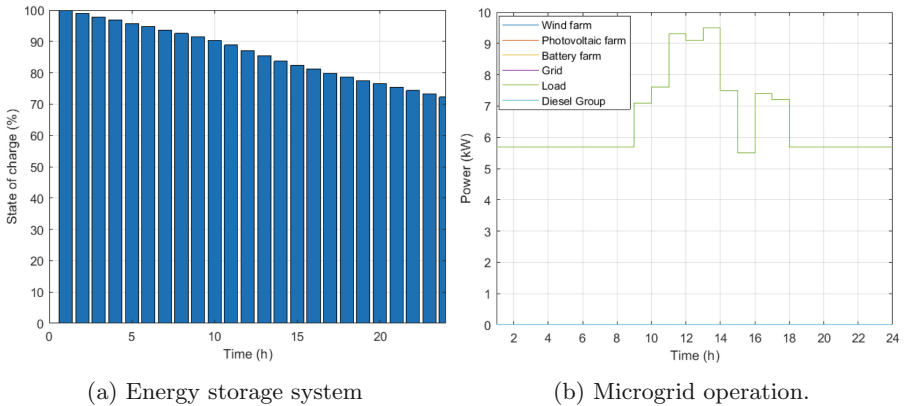 100
90
80
70
60
50
40
30
20
10
0
State of charge (%)
0 5 10 15 20
Time (h)
(a) Energy storage system
10
9
8
7
6
5
4
3
2
1
0
Power (kW)
Wind farm
Photovoltaic farm
Battery farm
Grid
Load
Diesel Group
2 4 6 8 10 12 14 16 18 20 22 24
Time (h)
(b) Microgrid operation.